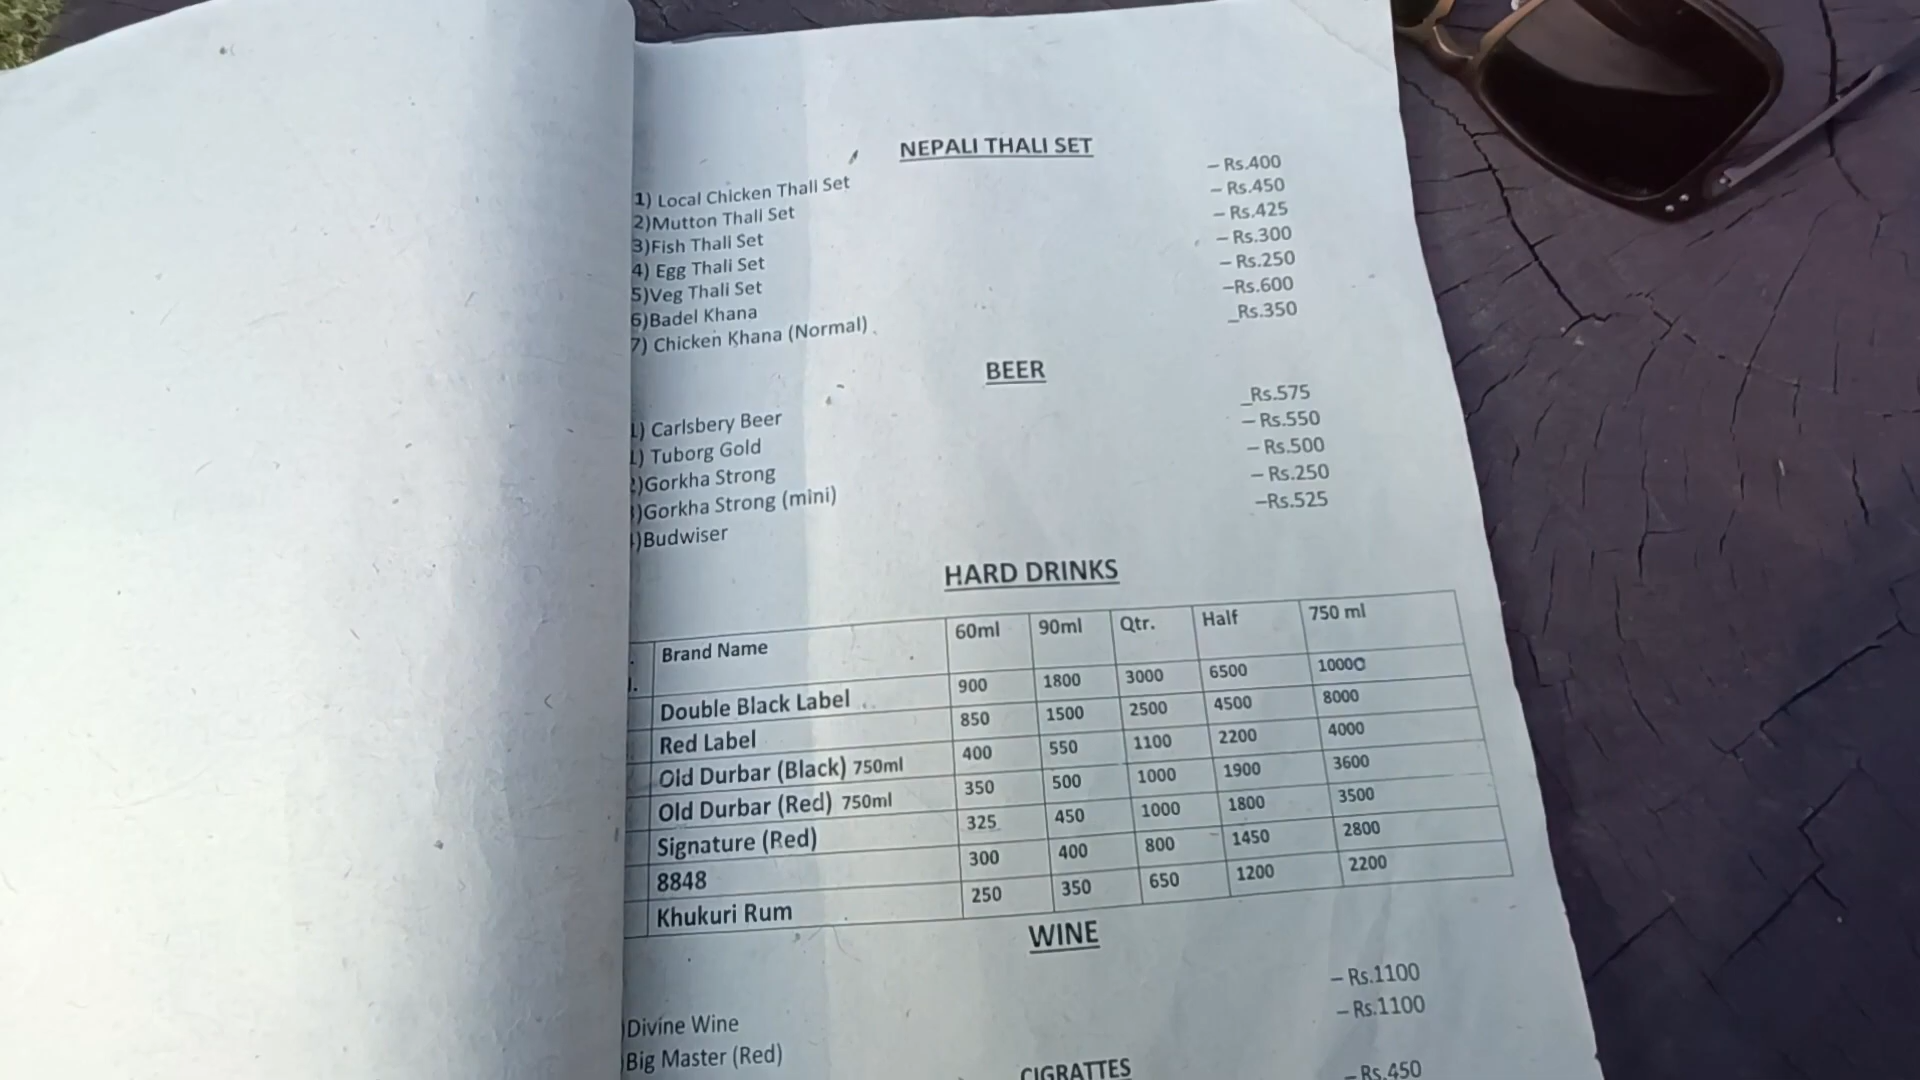 NEPALI THALI SET
1) Local Chicken Thali Set – Rs.400
2)Mutton Thali Set – Rs.450
3)Fish Thali Set – Rs.425
4) Egg Thali Set – Rs.300
5)Veg Thali Set – Rs.250
6)Badel Khana –Rs.600
7) Chicken Khana (Normal) _Rs.350
BEER
1) Carlsbery Beer _Rs.575
1) Tuborg Gold – Rs.550
2)Gorkha Strong – Rs.500
3)Gorkha Strong (mini) – Rs.250
4)Budwiser –Rs.525
HARD DRINKS
Brand Name 60ml 90ml Qtr. Half 750 ml
Double Black Label 900 1800 3000 6500 10000
Red Label 850 1500 2500 4500 8000
Old Durbar (Black) 750ml 400 550 1100 2200 4000
Old Durbar (Red) 750ml 350 500 1000 1900 3600
Signature (Red) 325 450 1000 1800 3500
8848 300 400 800 1450 2800
Khukuri Rum 250 350 650 1200 2200
WINE
)Divine Wine – Rs.1100
)Big Master (Red) – Rs.1100
CIGRATTES
– Rs.450